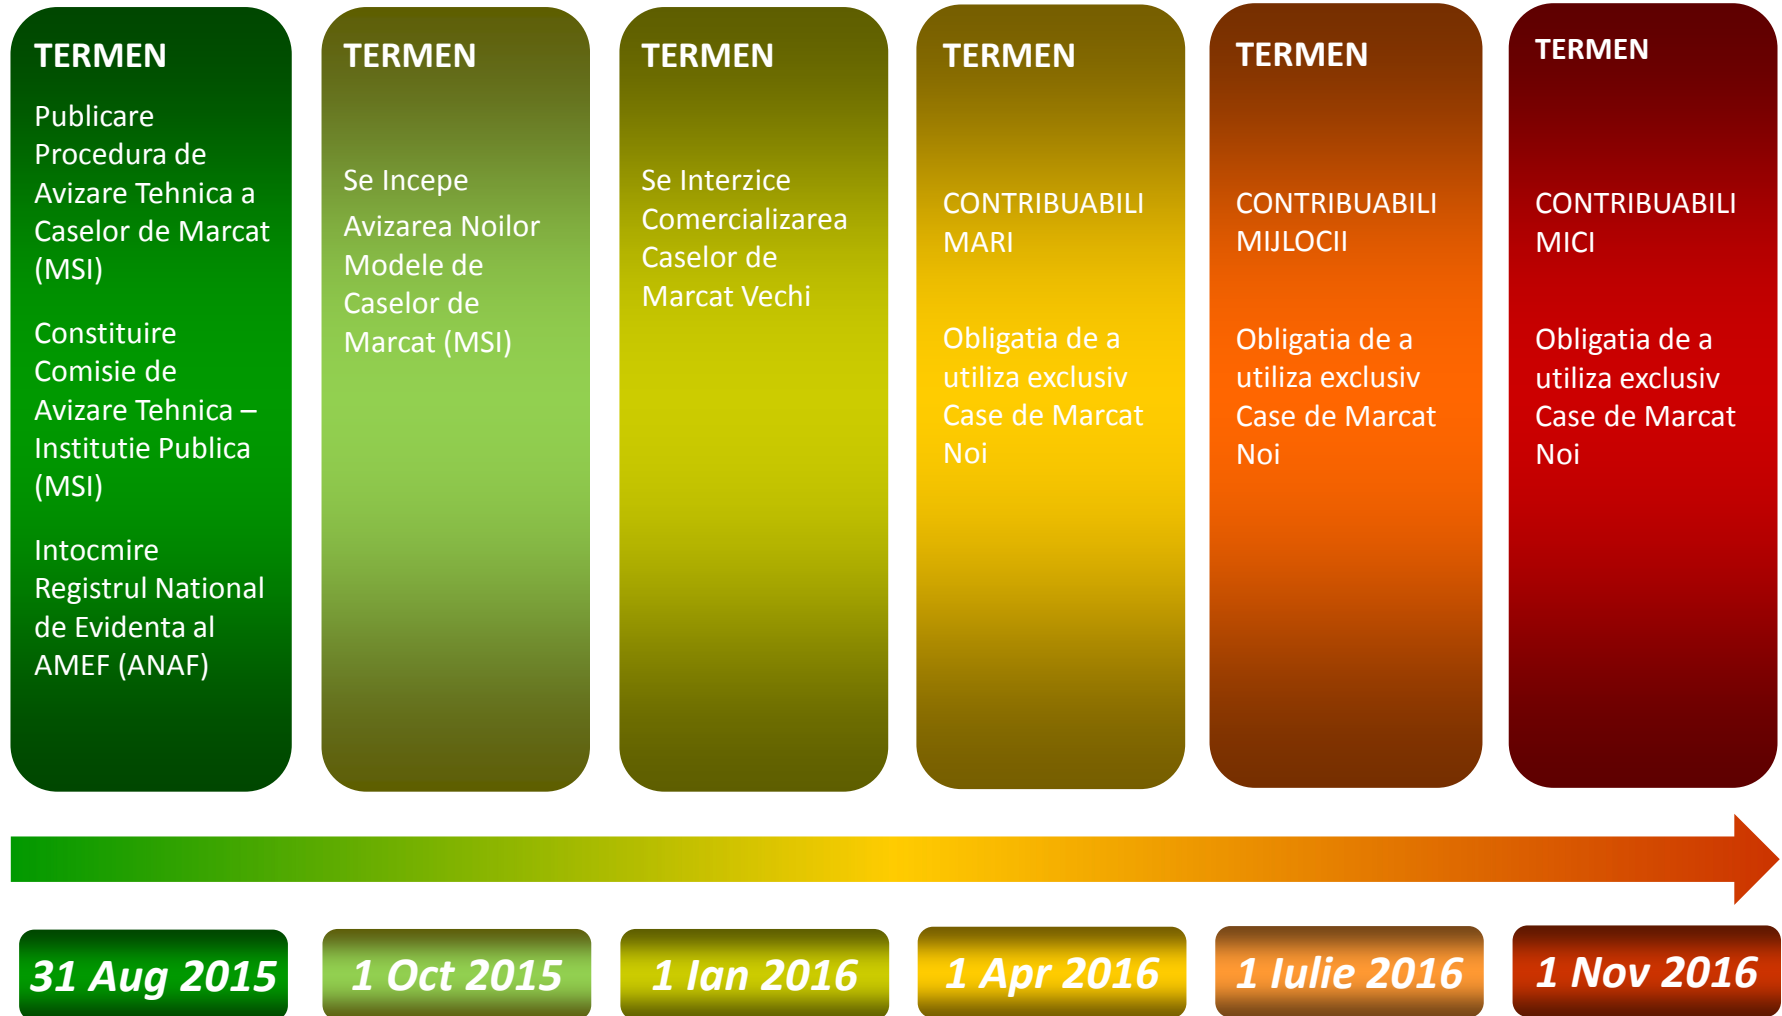 TERMEN
Publicare
Procedura de
Avizare Tehnica a
Caselor de Marcat
(MSI)
Constituire
Comisie de
Avizare Tehnica –
Institutie Publica
(MSI)
Intocmire
Registrul National
de Evidenta al
AMEF (ANAF)
TERMEN
Se Incepe
Avizarea Noilor
Modele de
Caselor de
Marcat (MSI)
TERMEN
Se Interzice
Comercializarea
Caselor de
Marcat Vechi
TERMEN
CONTRIBUABILI
MARI
Obligatia de a
utiliza exclusiv
Case de Marcat
Noi
TERMEN
CONTRIBUABILI
MIJLOCII
Obligatia de a
utiliza exclusiv
Case de Marcat
Noi
TERMEN
CONTRIBUABILI
MICI
Obligatia de a
utiliza exclusiv
Case de Marcat
Noi
31 Aug 2015
1 Oct 2015
1 Ian 2016
1 Apr 2016
1 Iulie 2016
1 Nov 2016